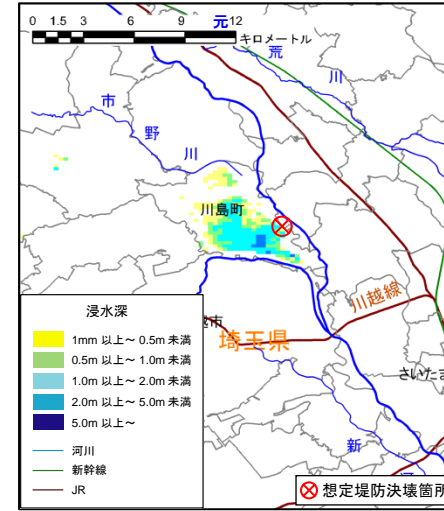 元
0 1.5 3 6 9 12
キロメートル
荒
川
市
野
川
川島町
川越線
越市
埼玉県
さいたま
新
浸水深
1mm 以上～ 0.5m 未満
0.5m 以上～ 1.0m 未満
1.0m 以上～ 2.0m 未満
2.0m 以上～ 5.0m 未満
5.0m 以上～
河川
新幹線
JR
想定堤防決壊箇所